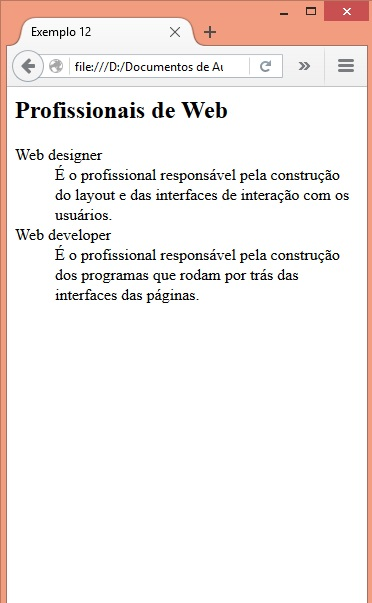 Exemplo 12
file:///D:/Documentos de Au
Profissionais de Web
Web designer
É o profissional responsável pela construção
do layout e das interfaces de interação com os
usuários.
Web developer
É o profissional responsável pela construção
dos programas que rodam por trás das
interfaces das páginas.